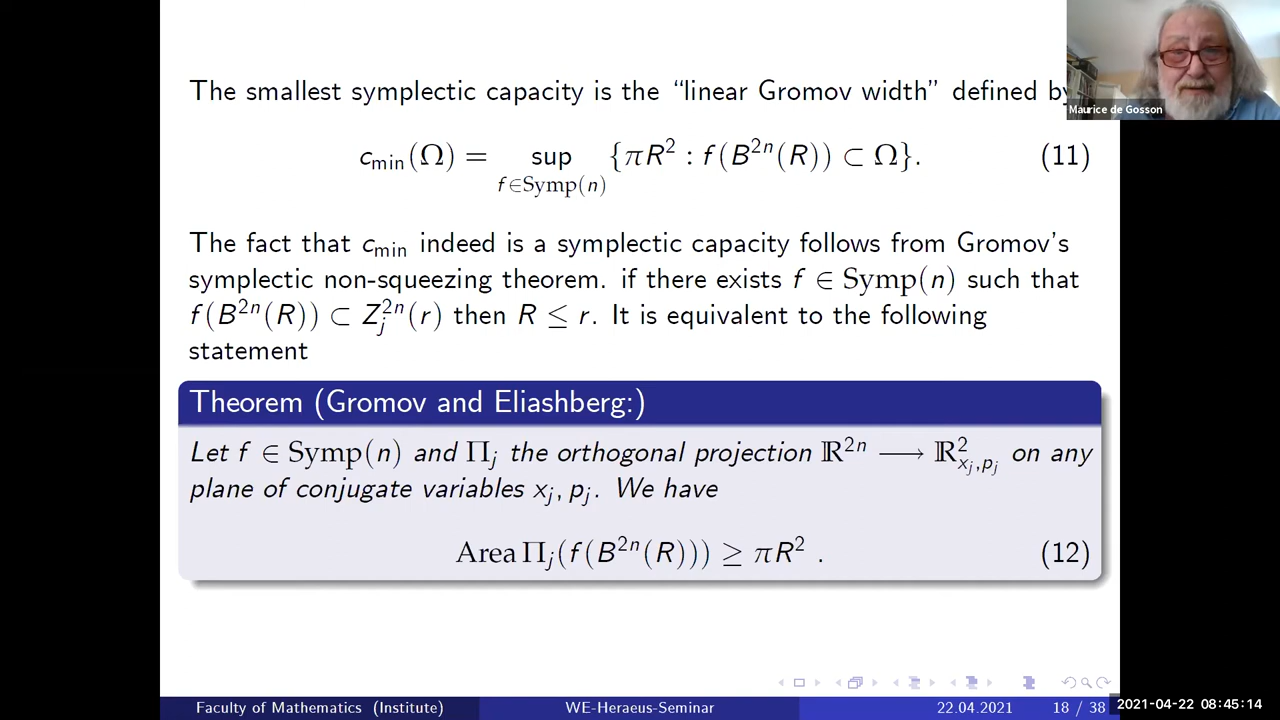 The smallest symplectic capacity is the “linear Gromov width” defined by
Maurice de Gosson
c_min(Ω) = sup_{f∈Symp(n)} {πR² : f(B²ⁿ(R)) ⊂ Ω}. (11)
The fact that c_min indeed is a symplectic capacity follows from Gromov's
symplectic non-squeezing theorem. if there exists f ∈ Symp(n) such that
f(B²ⁿ(R)) ⊂ Z_j²ⁿ(r) then R ≤ r. It is equivalent to the following
statement
Theorem (Gromov and Eliashberg:)
Let f ∈ Symp(n) and Π_j the orthogonal projection ℝ²ⁿ ⟶ ℝ²_{x_j,p_j} on any
plane of conjugate variables x_j, p_j. We have
Area Π_j(f(B²ⁿ(R))) ≥ πR² . (12)
Faculty of Mathematics (Institute) WE-Heraeus-Seminar 22.04.2021 18 / 38
2021-04-22 08:45:14